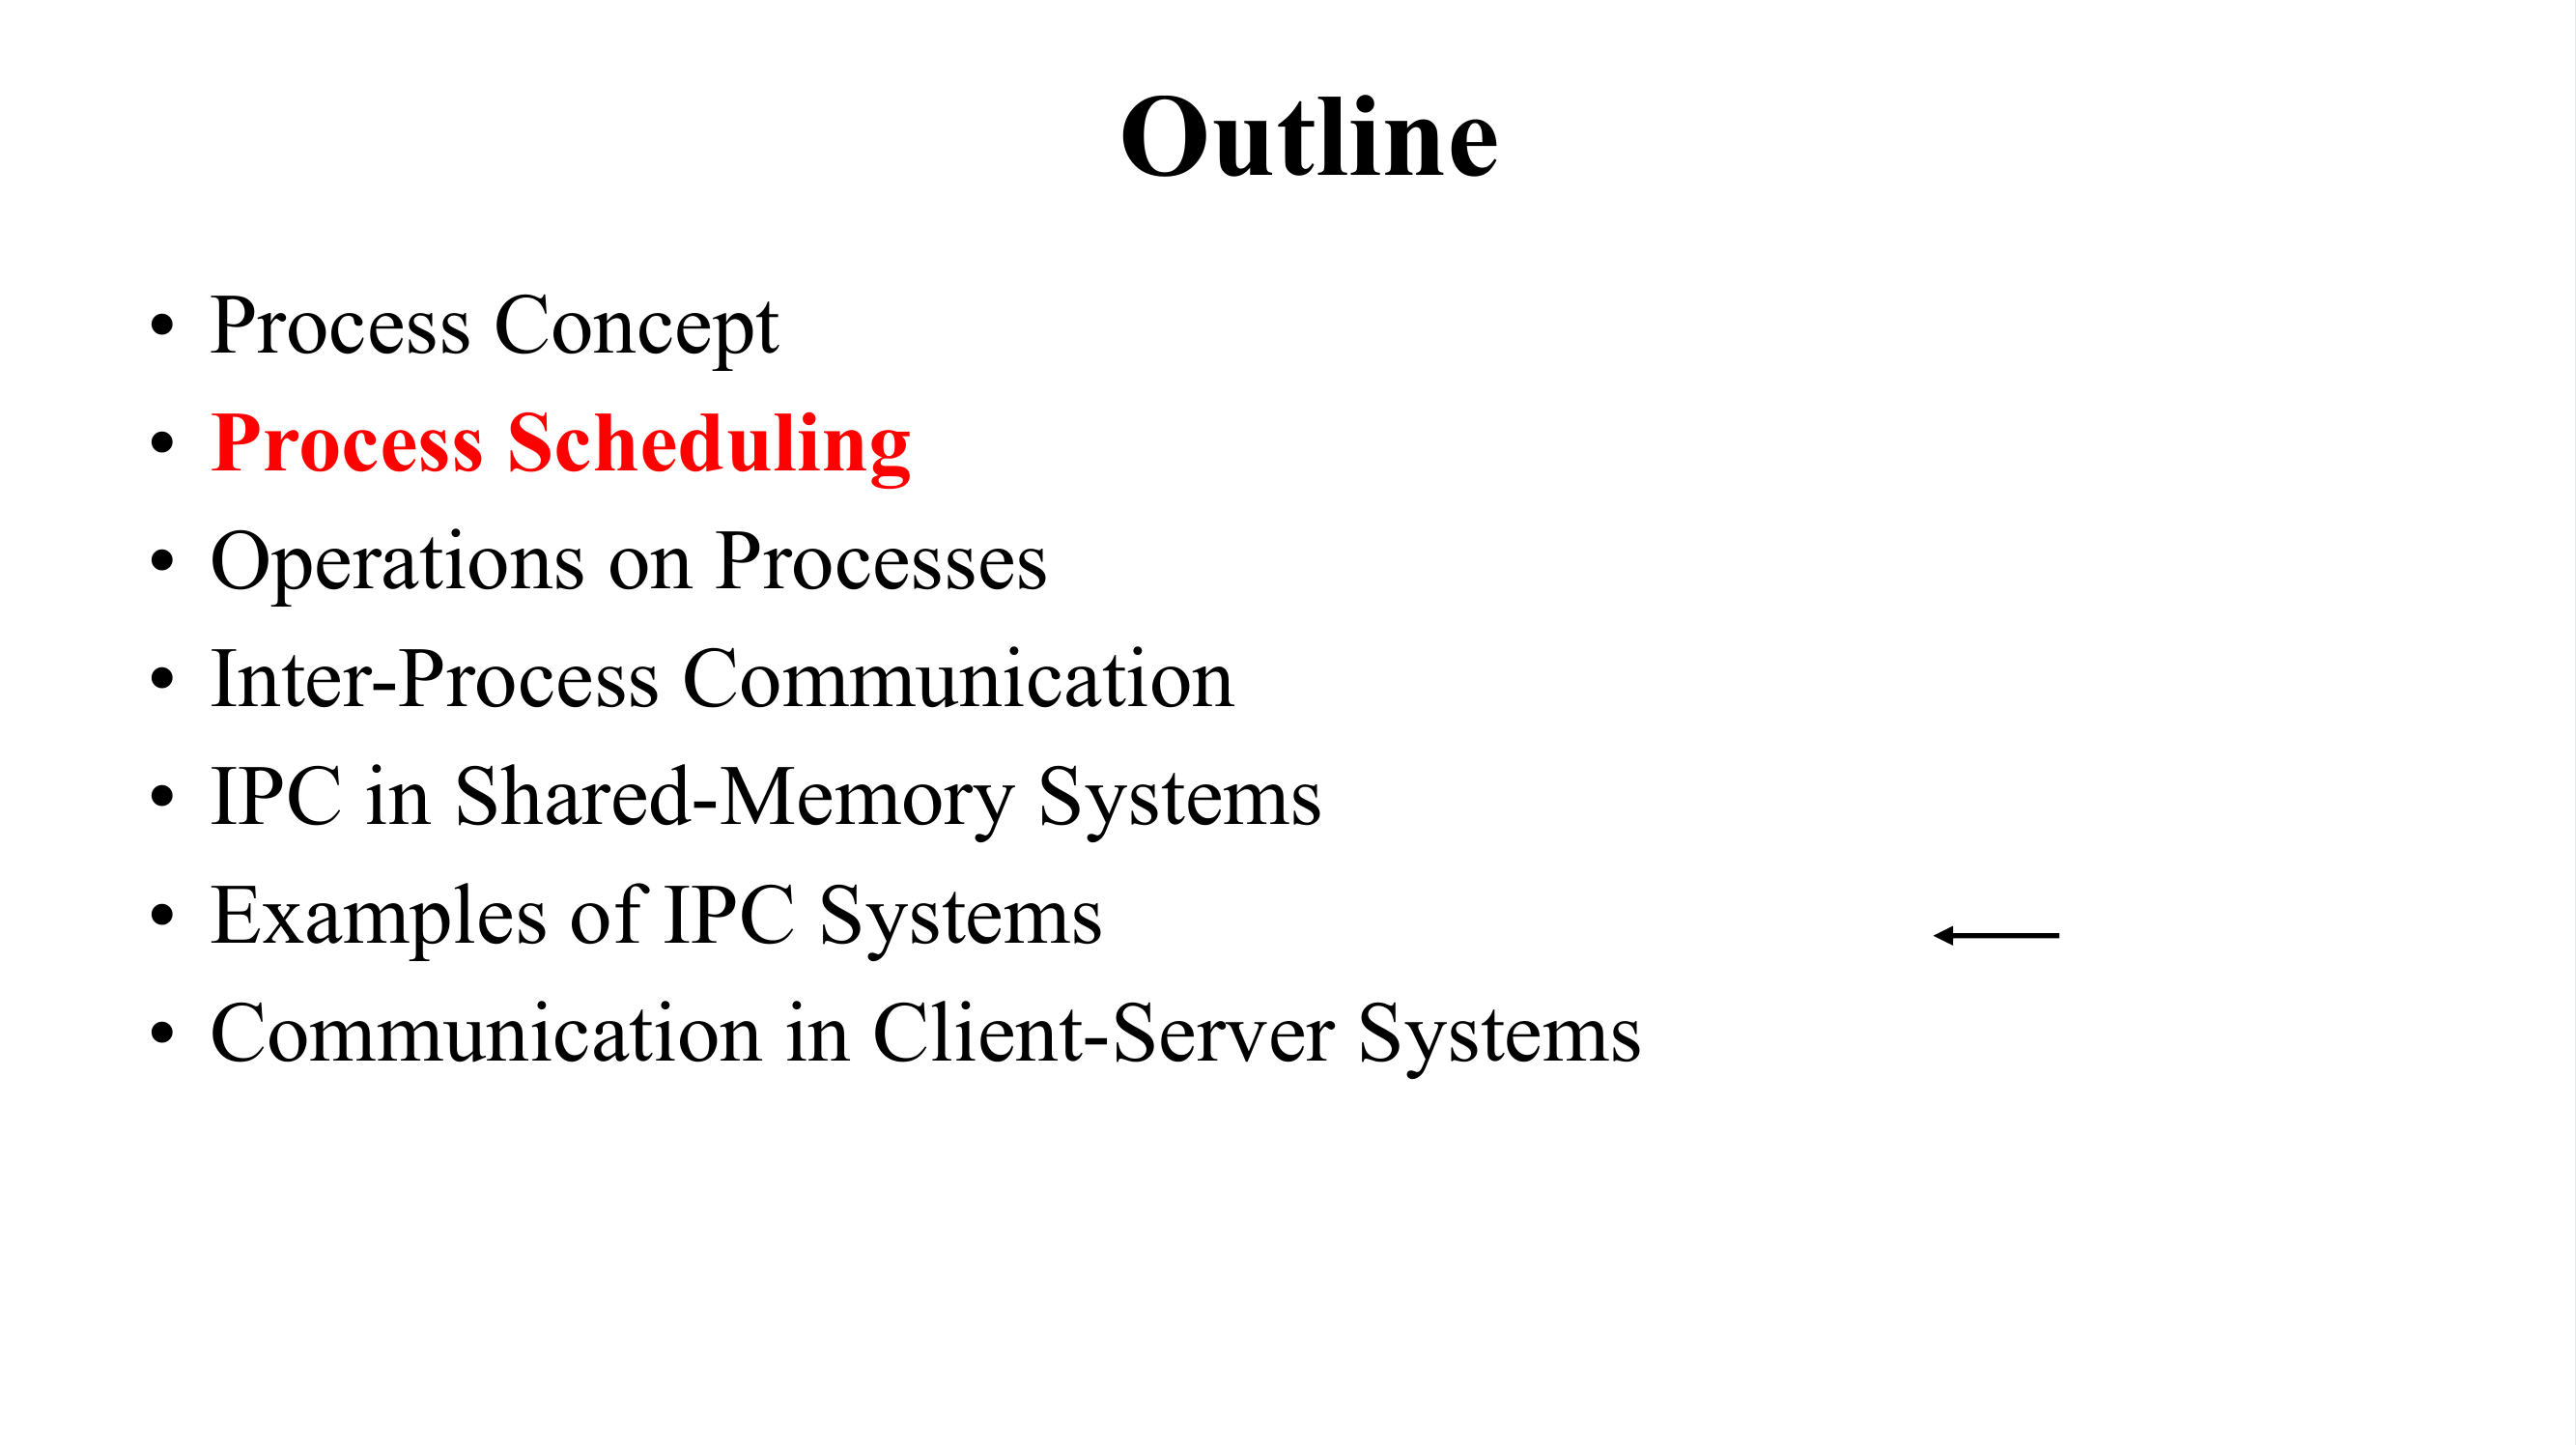 Outline
• Process Concept
• Process Scheduling
• Operations on Processes
• Inter-Process Communication
• IPC in Shared-Memory Systems
• Examples of IPC Systems
• Communication in Client-Server Systems